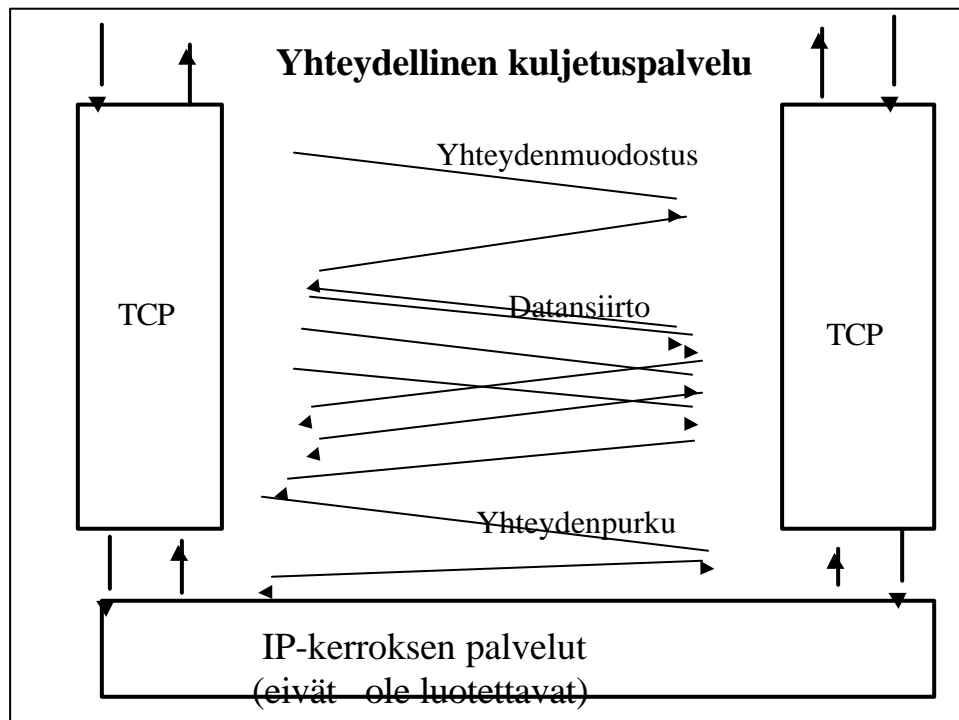 Yhteydellinen kuljetuspalvelu
Yhteydenmuodostus
TCP
Datansiirto
TCP
Yhteydenpurku
IP-kerroksen palvelut
(eivät ole luotettavat)